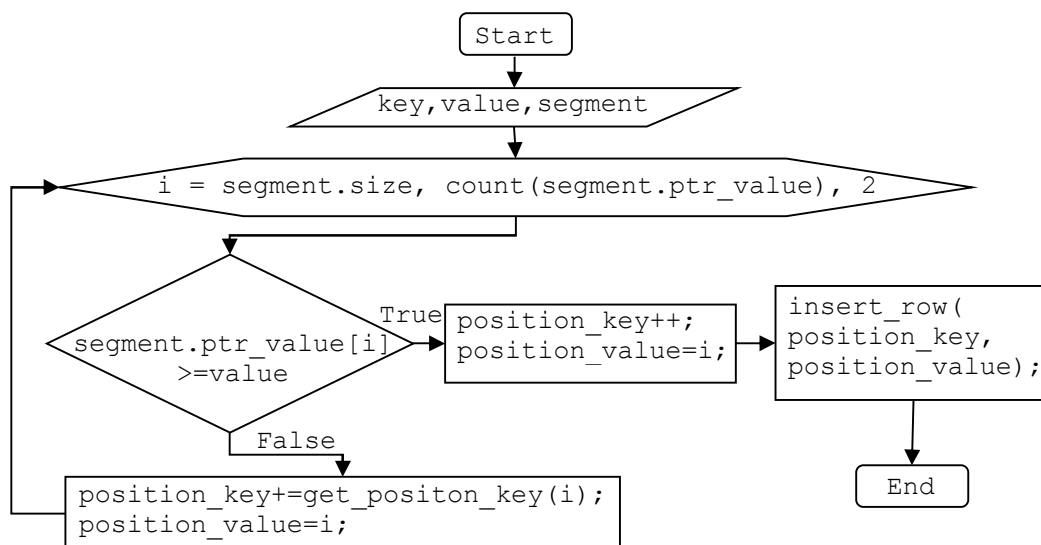 Start
key,value,segment
i = segment.size, count(segment.ptr_value), 2
segment.ptr_value[i]
>=value
True
position_key++;
position_value=i;
insert_row(
position_key,
position_value);
False
position_key+=get_positon_key(i);
position_value=i;
End